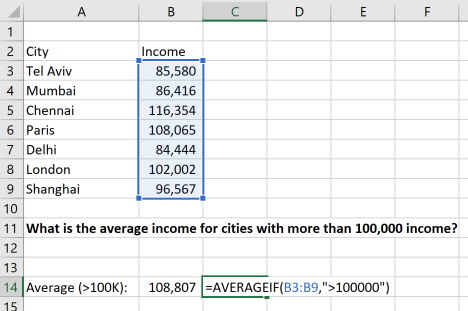 A B C D E F
1
2 City Income
3 Tel Aviv 85,580
4 Mumbai 86,416
5 Chennai 116,354
6 Paris 108,065
7 Delhi 84,444
8 London 102,002
9 Shanghai 96,567
10
11 What is the average income for cities with more than 100,000 income?
12
13
14 Average (>100K): 108,807 =AVERAGEIF(B3:B9,">100000")
15